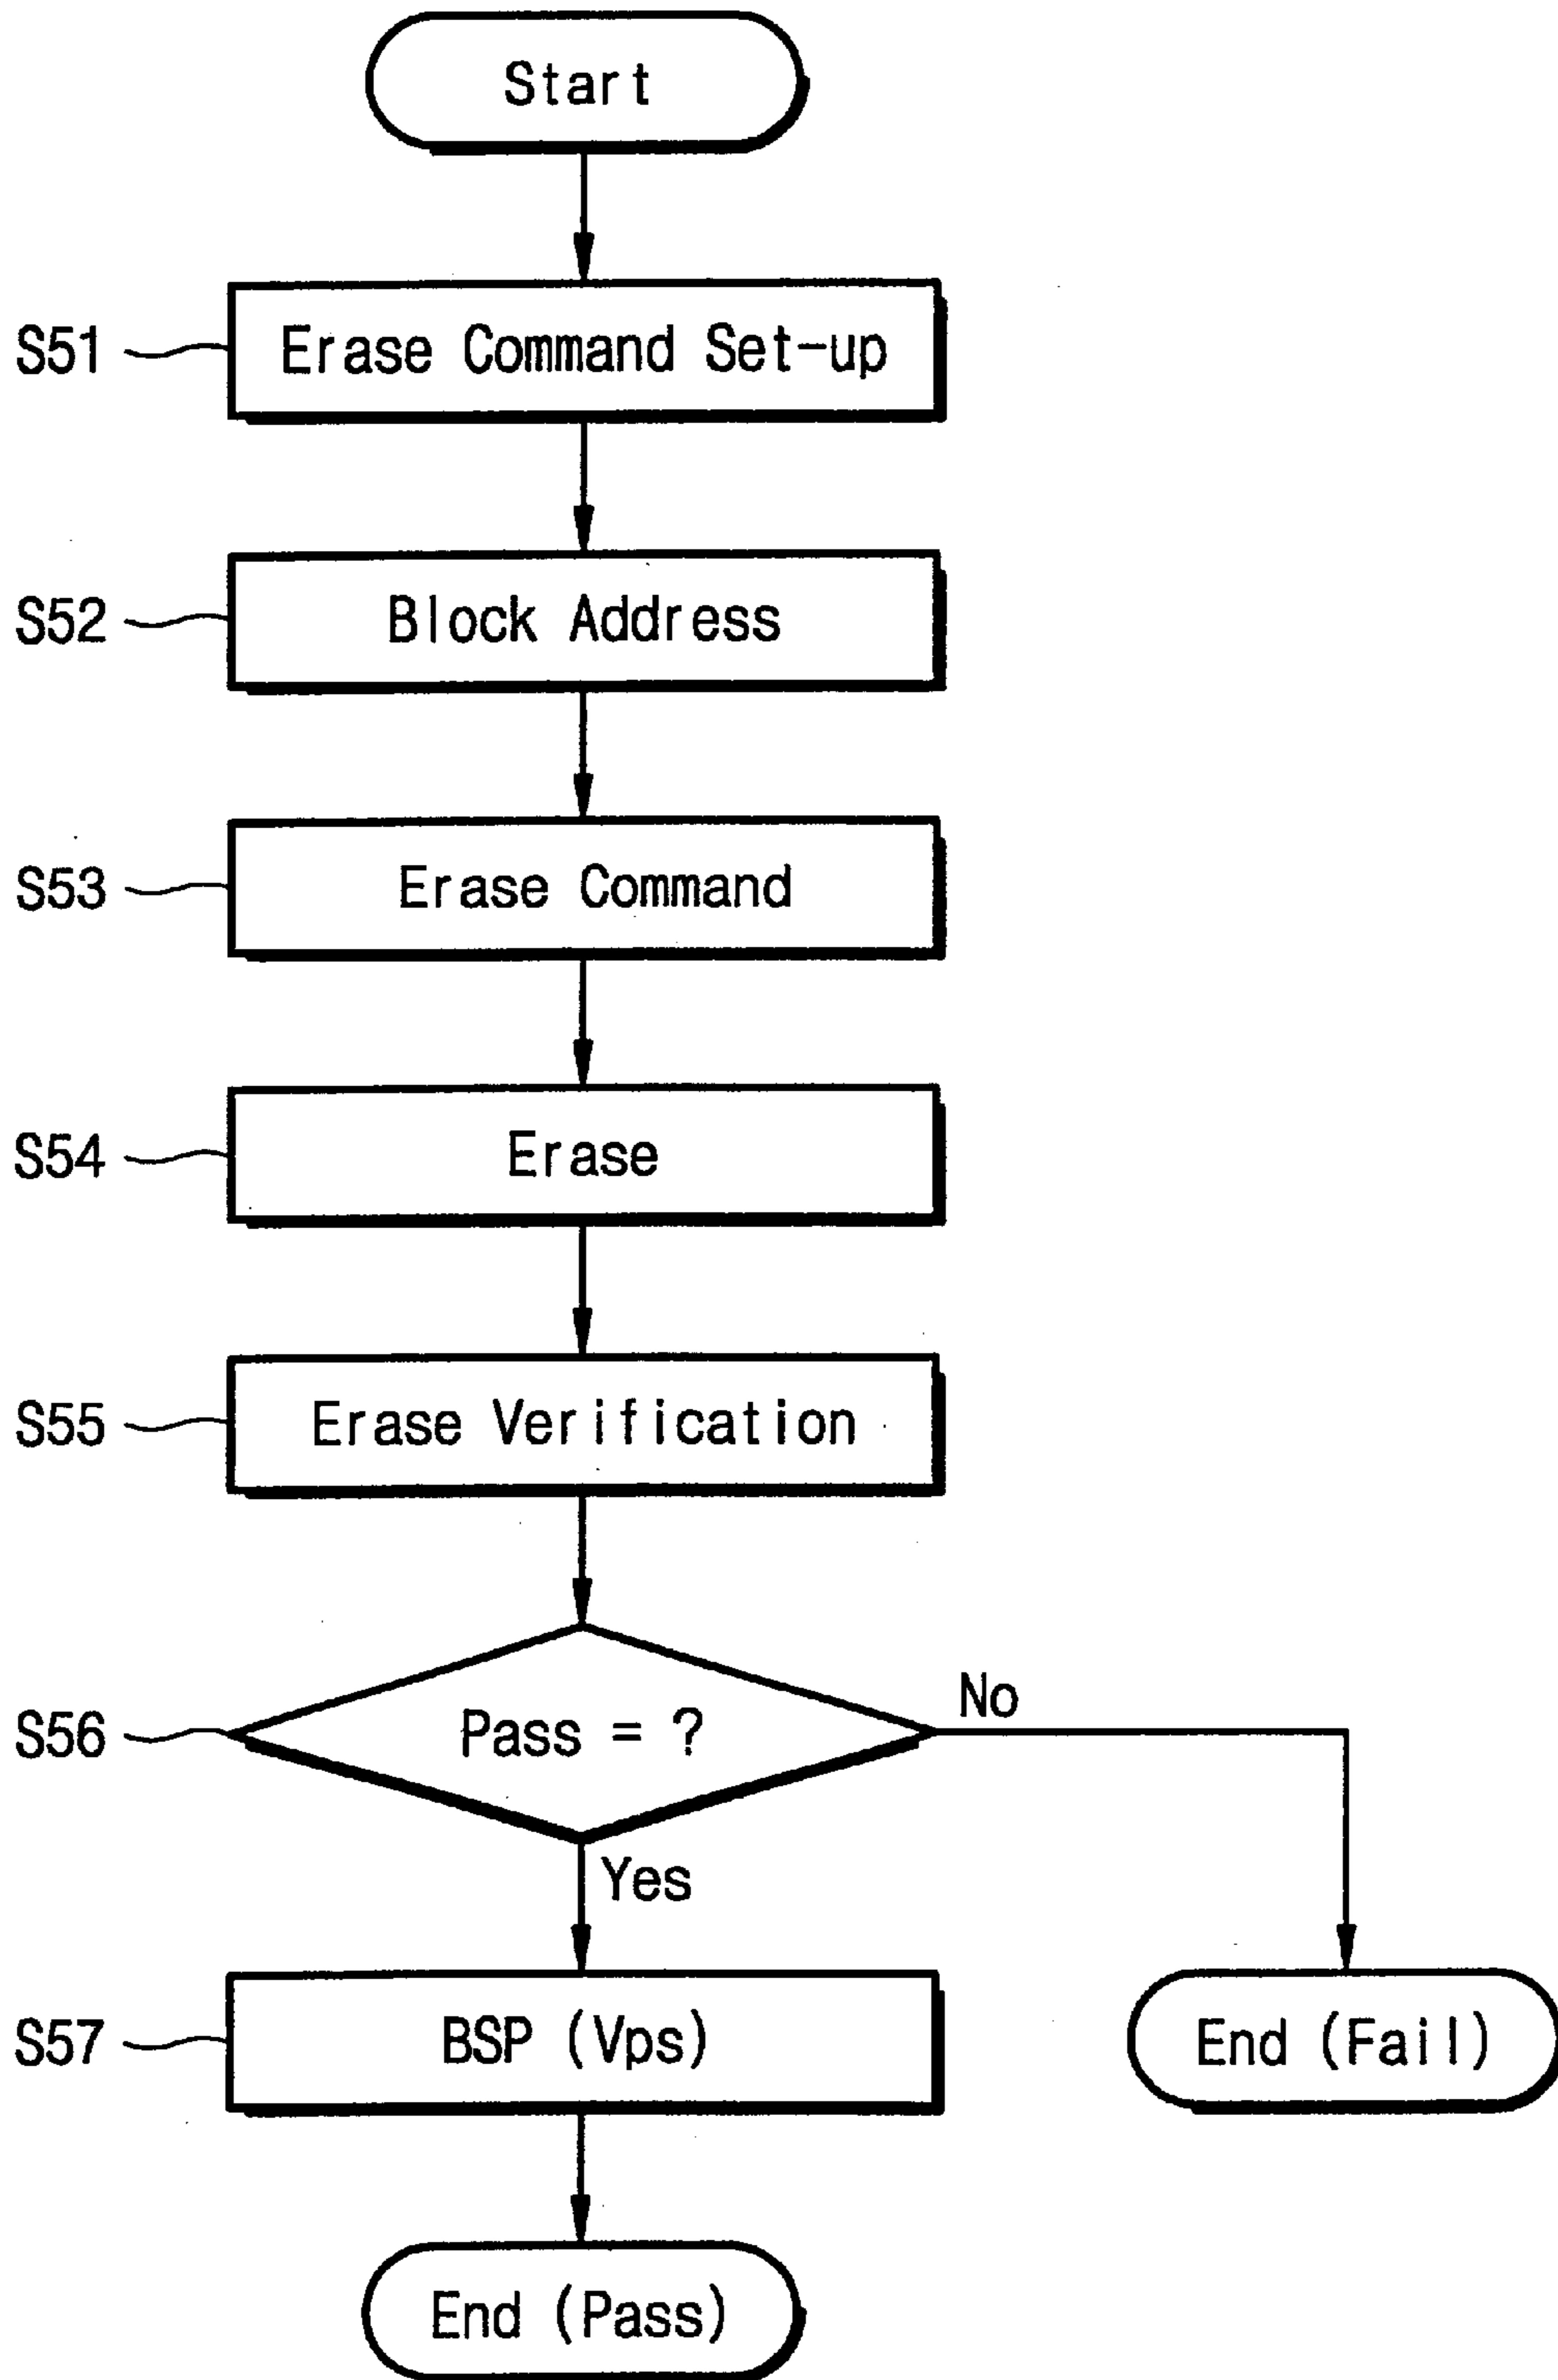 Start
S51
Erase Command Set-up
S52
Block Address
S53
Erase Command
S54
Erase
S55
Erase Verification
S56
Pass = ?
No
Yes
S57
BSP (Vps)
End (Fail)
End (Pass)